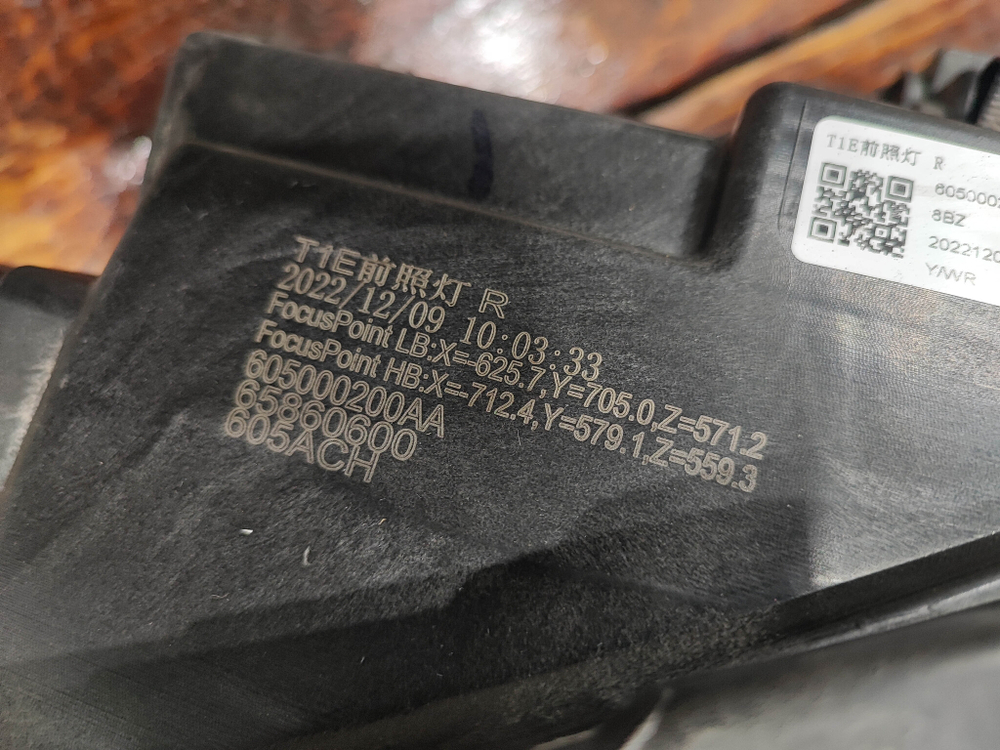 T1E前照灯 R
2022/12/09 10:03:33
FocusPoint LB:X=-625.7,Y=705.0,Z=571.2
FocusPoint HB:X=-712.4,Y=579.1,Z=559.3
605000200AA
65860600
605ACH
T1E前照灯 R
605000
8BZ
2022120
YWR